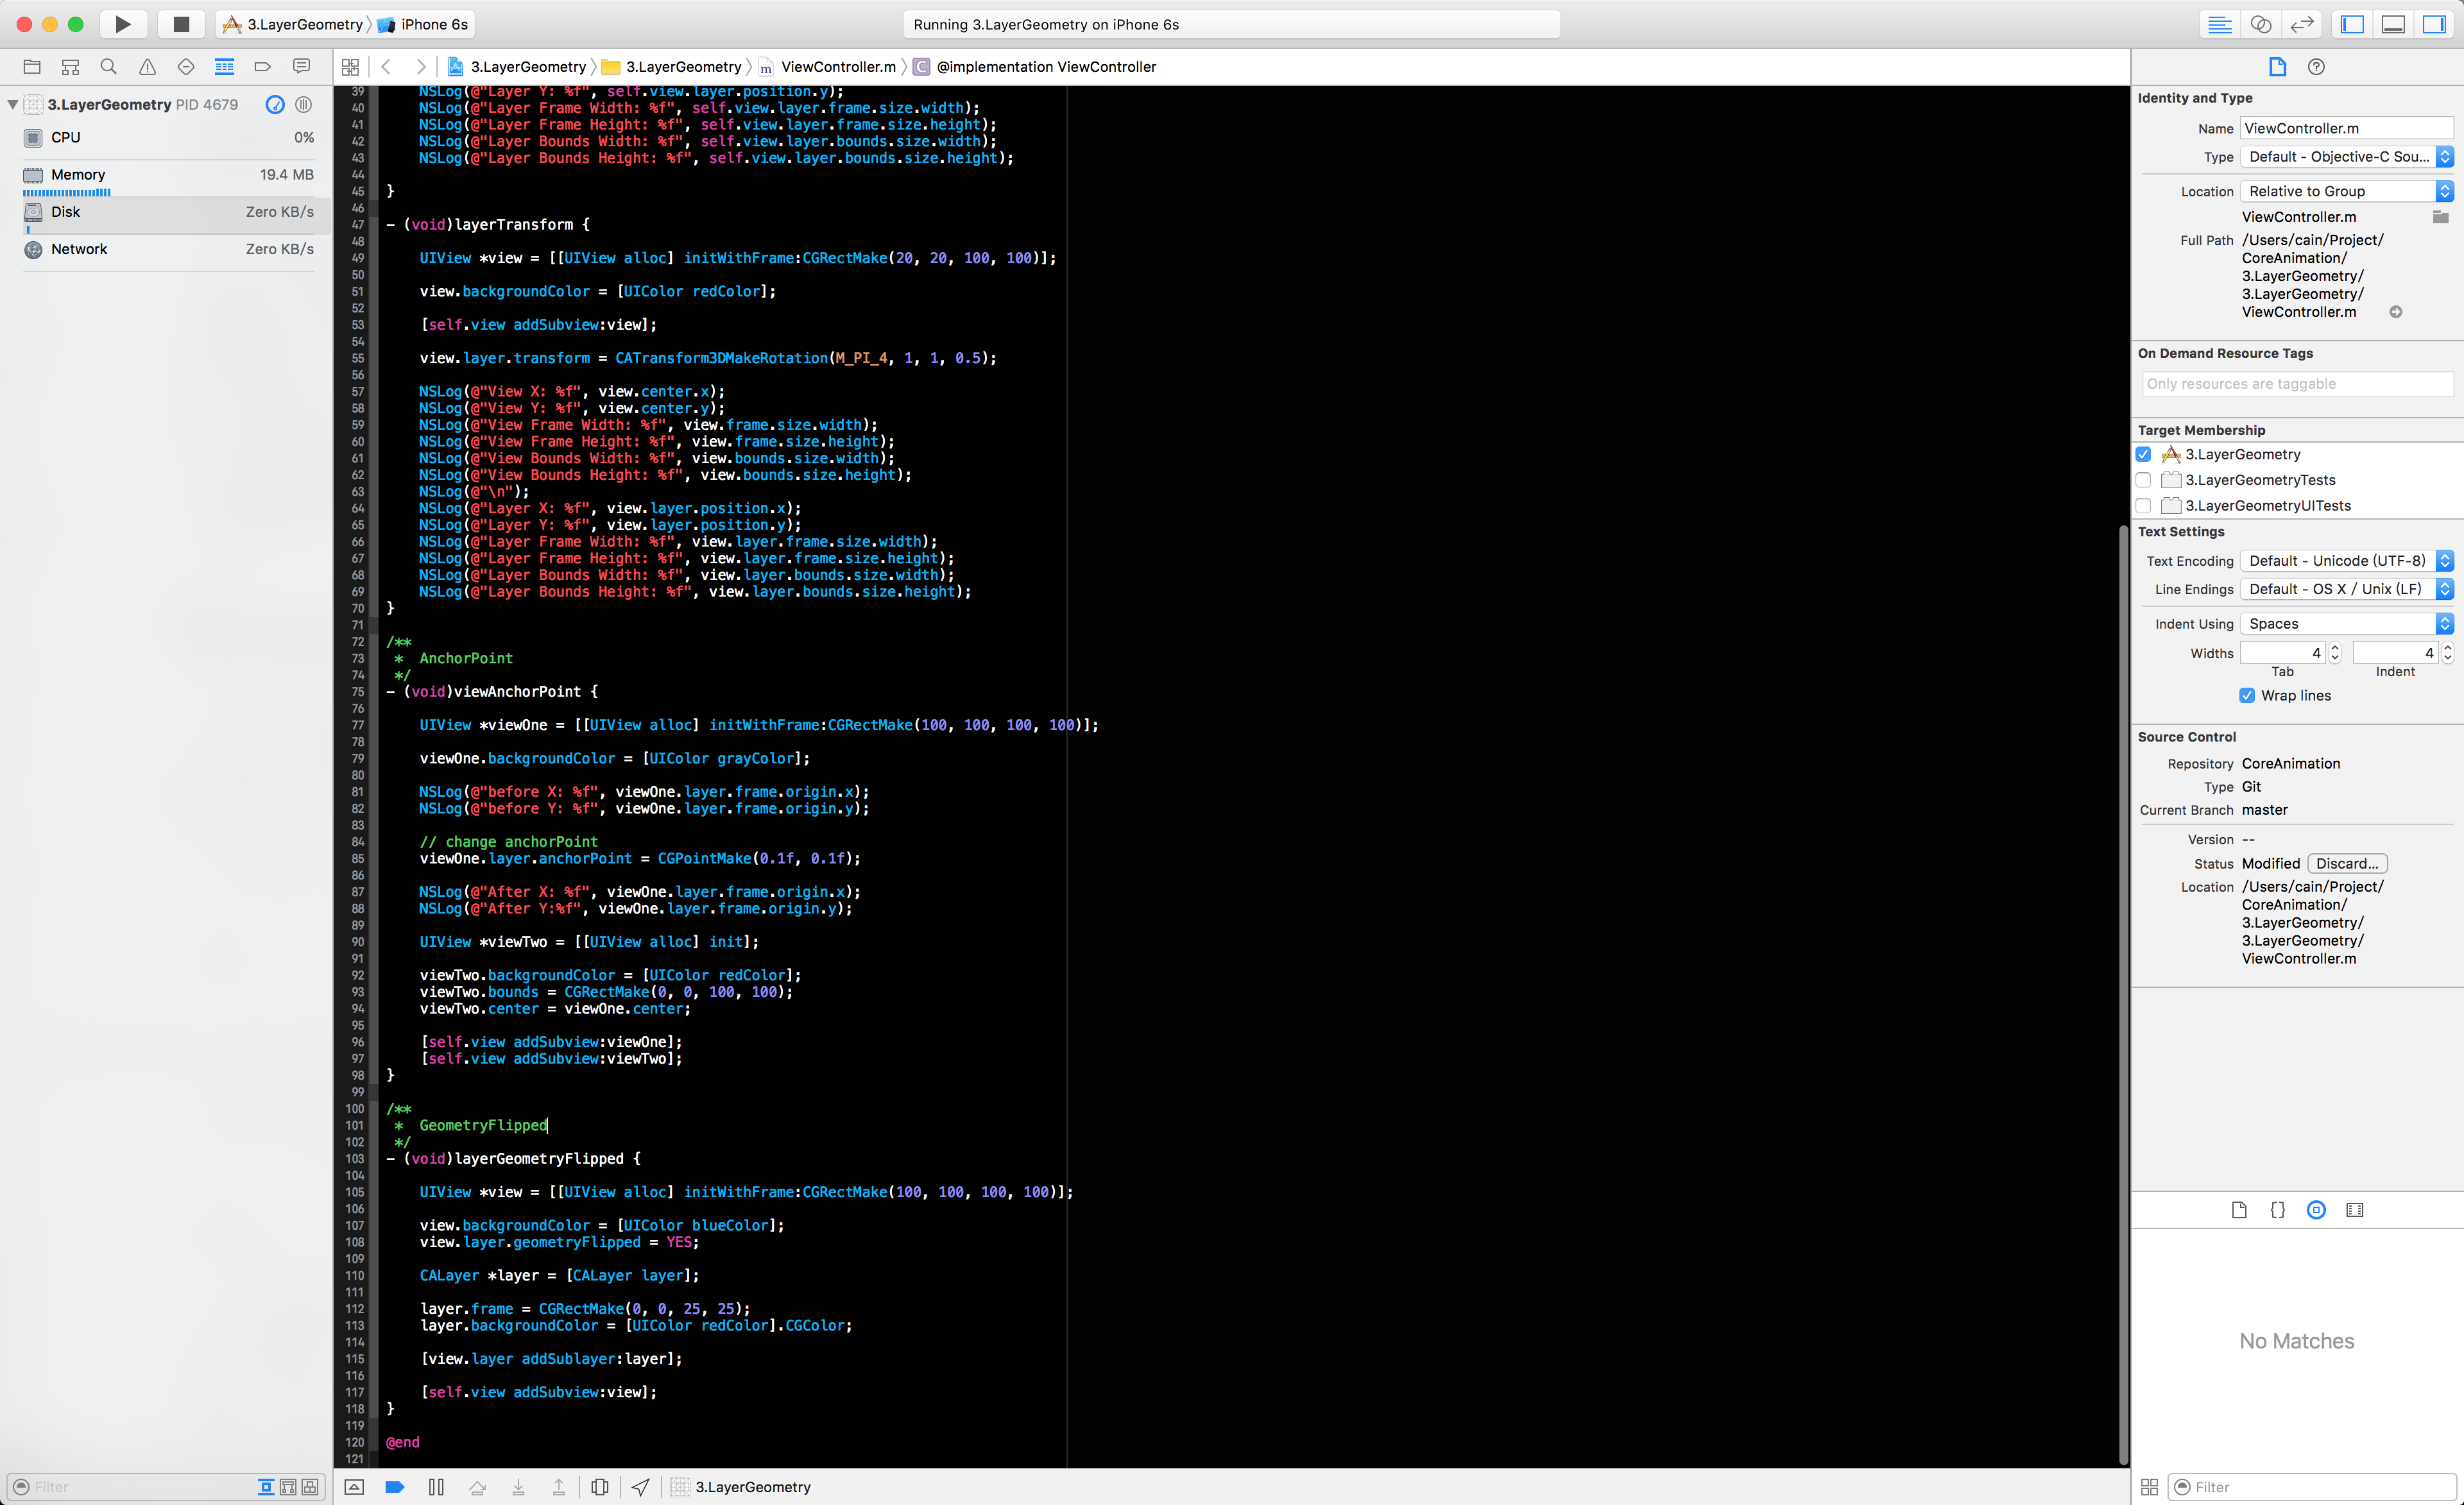 3.LayerGeometry iPhone 6s
Running 3.LayerGeometry on iPhone 6s
3.LayerGeometry PID 4679
CPU 0%
Memory 19.4 MB
Disk Zero KB/s
Network Zero KB/s
Filter
3.LayerGeometry 3.LayerGeometry m ViewController.m C @implementation ViewController
39 NSLog(@"Layer Y: %f", self.view.layer.position.y);
40 NSLog(@"Layer Frame Width: %f", self.view.layer.frame.size.width);
41 NSLog(@"Layer Frame Height: %f", self.view.layer.frame.size.height);
42 NSLog(@"Layer Bounds Width: %f", self.view.layer.bounds.size.width);
43 NSLog(@"Layer Bounds Height: %f", self.view.layer.bounds.size.height);
44
45 }
46
47 - (void)layerTransform {
48
49 UIView *view = [[UIView alloc] initWithFrame:CGRectMake(20, 20, 100, 100)];
50
51 view.backgroundColor = [UIColor redColor];
52
53 [self.view addSubview:view];
54
55 view.layer.transform = CATransform3DMakeRotation(M_PI_4, 1, 1, 0.5);
56
57 NSLog(@"View X: %f", view.center.x);
58 NSLog(@"View Y: %f", view.center.y);
59 NSLog(@"View Frame Width: %f", view.frame.size.width);
60 NSLog(@"View Frame Height: %f", view.frame.size.height);
61 NSLog(@"View Bounds Width: %f", view.bounds.size.width);
62 NSLog(@"View Bounds Height: %f", view.bounds.size.height);
63 NSLog(@"\n");
64 NSLog(@"Layer X: %f", view.layer.position.x);
65 NSLog(@"Layer Y: %f", view.layer.position.y);
66 NSLog(@"Layer Frame Width: %f", view.layer.frame.size.width);
67 NSLog(@"Layer Frame Height: %f", view.layer.frame.size.height);
68 NSLog(@"Layer Bounds Width: %f", view.layer.bounds.size.width);
69 NSLog(@"Layer Bounds Height: %f", view.layer.bounds.size.height);
70 }
71
72 /**
73 * AnchorPoint
74 */
75 - (void)viewAnchorPoint {
76
77 UIView *viewOne = [[UIView alloc] initWithFrame:CGRectMake(100, 100, 100, 100)];
78
79 viewOne.backgroundColor = [UIColor grayColor];
80
81 NSLog(@"before X: %f", viewOne.layer.frame.origin.x);
82 NSLog(@"before Y: %f", viewOne.layer.frame.origin.y);
83
84 // change anchorPoint
85 viewOne.layer.anchorPoint = CGPointMake(0.1f, 0.1f);
86
87 NSLog(@"After X: %f", viewOne.layer.frame.origin.x);
88 NSLog(@"After Y:%f", viewOne.layer.frame.origin.y);
89
90 UIView *viewTwo = [[UIView alloc] init];
91
92 viewTwo.backgroundColor = [UIColor redColor];
93 viewTwo.bounds = CGRectMake(0, 0, 100, 100);
94 viewTwo.center = viewOne.center;
95
96 [self.view addSubview:viewOne];
97 [self.view addSubview:viewTwo];
98 }
99
100 /**
101 * GeometryFlipped
102 */
103 - (void)layerGeometryFlipped {
104
105 UIView *view = [[UIView alloc] initWithFrame:CGRectMake(100, 100, 100, 100)];
106
107 view.backgroundColor = [UIColor blueColor];
108 view.layer.geometryFlipped = YES;
109
110 CALayer *layer = [CALayer layer];
111
112 layer.frame = CGRectMake(0, 0, 25, 25);
113 layer.backgroundColor = [UIColor redColor].CGColor;
114
115 [view.layer addSublayer:layer];
116
117 [self.view addSubview:view];
118 }
119
120 @end
121
3.LayerGeometry
Identity and Type
Name ViewController.m
Type Default - Objective-C Sou...
Location Relative to Group
ViewController.m
Full Path /Users/cain/Project/
CoreAnimation/
3.LayerGeometry/
3.LayerGeometry/
ViewController.m
On Demand Resource Tags
Only resources are taggable
Target Membership
3.LayerGeometry
3.LayerGeometryTests
3.LayerGeometryUITests
Text Settings
Text Encoding Default - Unicode (UTF-8)
Line Endings Default - OS X / Unix (LF)
Indent Using Spaces
Widths 4 4
Tab Indent
Wrap lines
Source Control
Repository CoreAnimation
Type Git
Current Branch master
Version --
Status Modified Discard...
Location /Users/cain/Project/
CoreAnimation/
3.LayerGeometry/
3.LayerGeometry/
ViewController.m
{}
No Matches
Filter